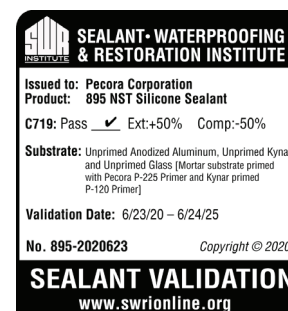 SWR
INSTITUTE
SEALANT • WATERPROOFING
& RESTORATION INSTITUTE
Issued to: Pecora Corporation
Product: 895 NST Silicone Sealant
C719: Pass ✔ Ext:+50% Comp:-50%
Substrate: Unprimed Anodized Aluminum, Unprimed Kyna
and Unprimed Glass [Mortar substrate primed
with Pecora P-225 Primer and Kynar primed
P-120 Primer]
Validation Date: 6/23/20 – 6/24/25
No. 895-2020623 Copyright © 2020
SEALANT VALIDATION
www.swrionline.org